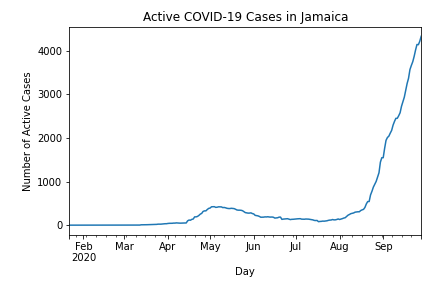 Active COVID-19 Cases in Jamaica
Number of Active Cases
4000
3000
2000
1000
0
Feb Mar Apr May Jun Jul Aug Sep
2020
Day